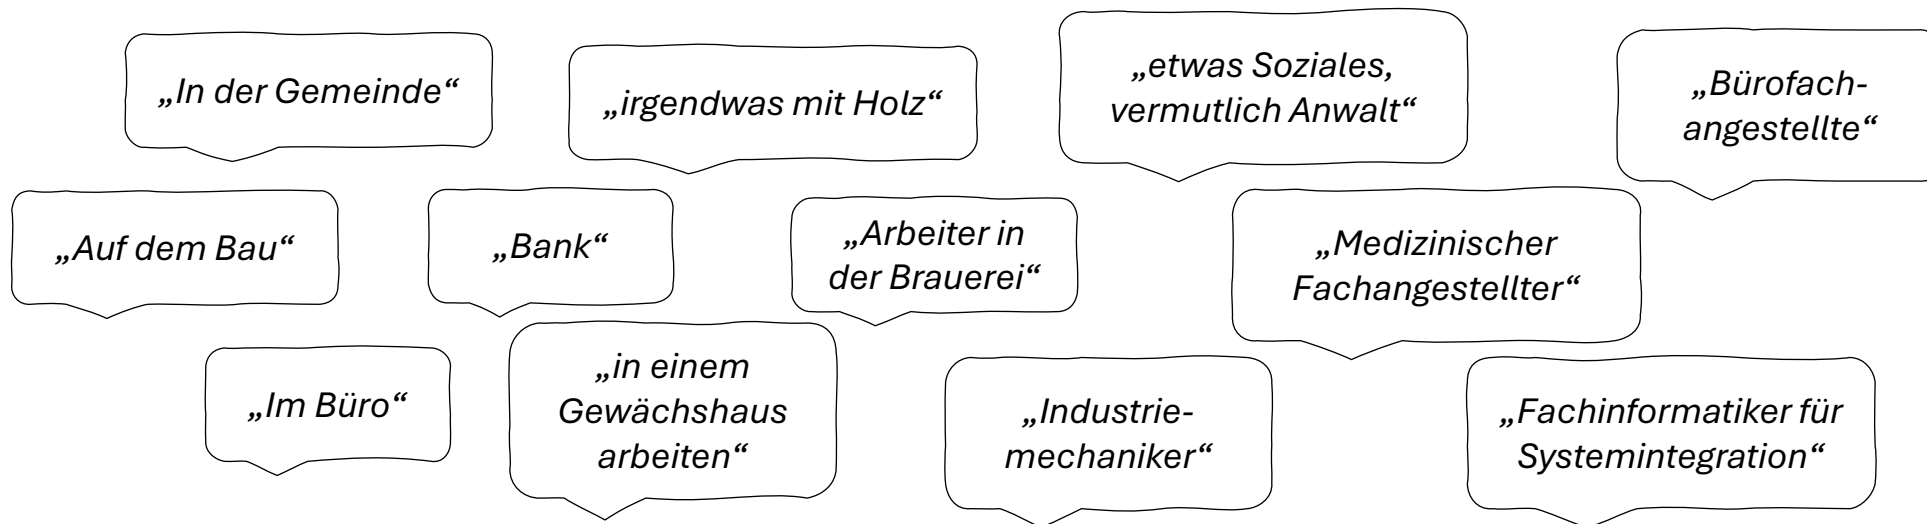 „In der Gemeinde“
„irgendwas mit Holz“
„etwas Soziales,
vermutlich Anwalt“
„Bürofach-
angestellte“
„Auf dem Bau“
„Bank“
„Arbeiter in
der Brauerei“
„Medizinischer
Fachangestellter“
„Im Büro“
„in einem
Gewächshaus
arbeiten“
„Industrie-
mechaniker“
„Fachinformatiker für
Systemintegration“